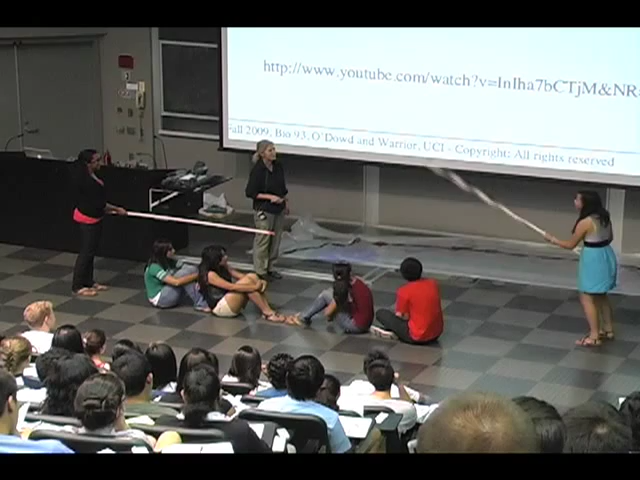 http://www.youtube.com/watch?v=InIha7bCTjM&NR=
Fall 2009, Bio 93, O'Dowd and Warrior, UCI - Copyright: All rights reserved